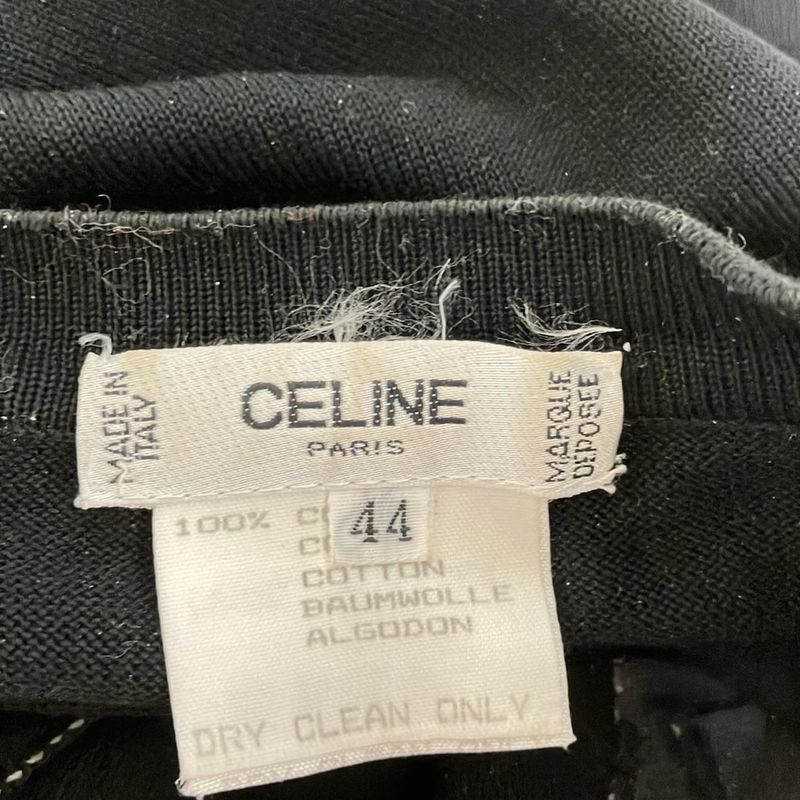 MADE IN
ITALY
CELINE
PARIS
MARQUE
DEPOSEE
44
100%
COTTON
BAUMWOLLE
ALGODON
DRY CLEAN ONLY